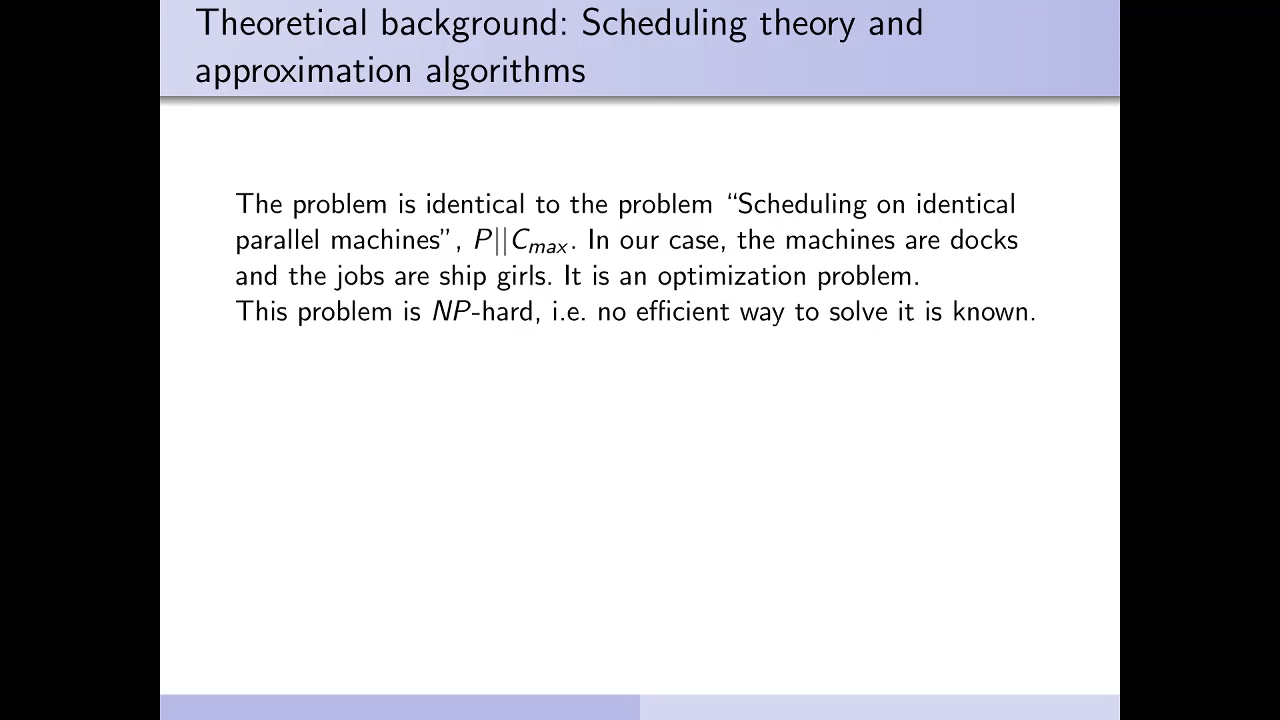 Theoretical background: Scheduling theory and
approximation algorithms
The problem is identical to the problem “Scheduling on identical
parallel machines”, P||Cmax. In our case, the machines are docks
and the jobs are ship girls. It is an optimization problem.
This problem is NP-hard, i.e. no efficient way to solve it is known.